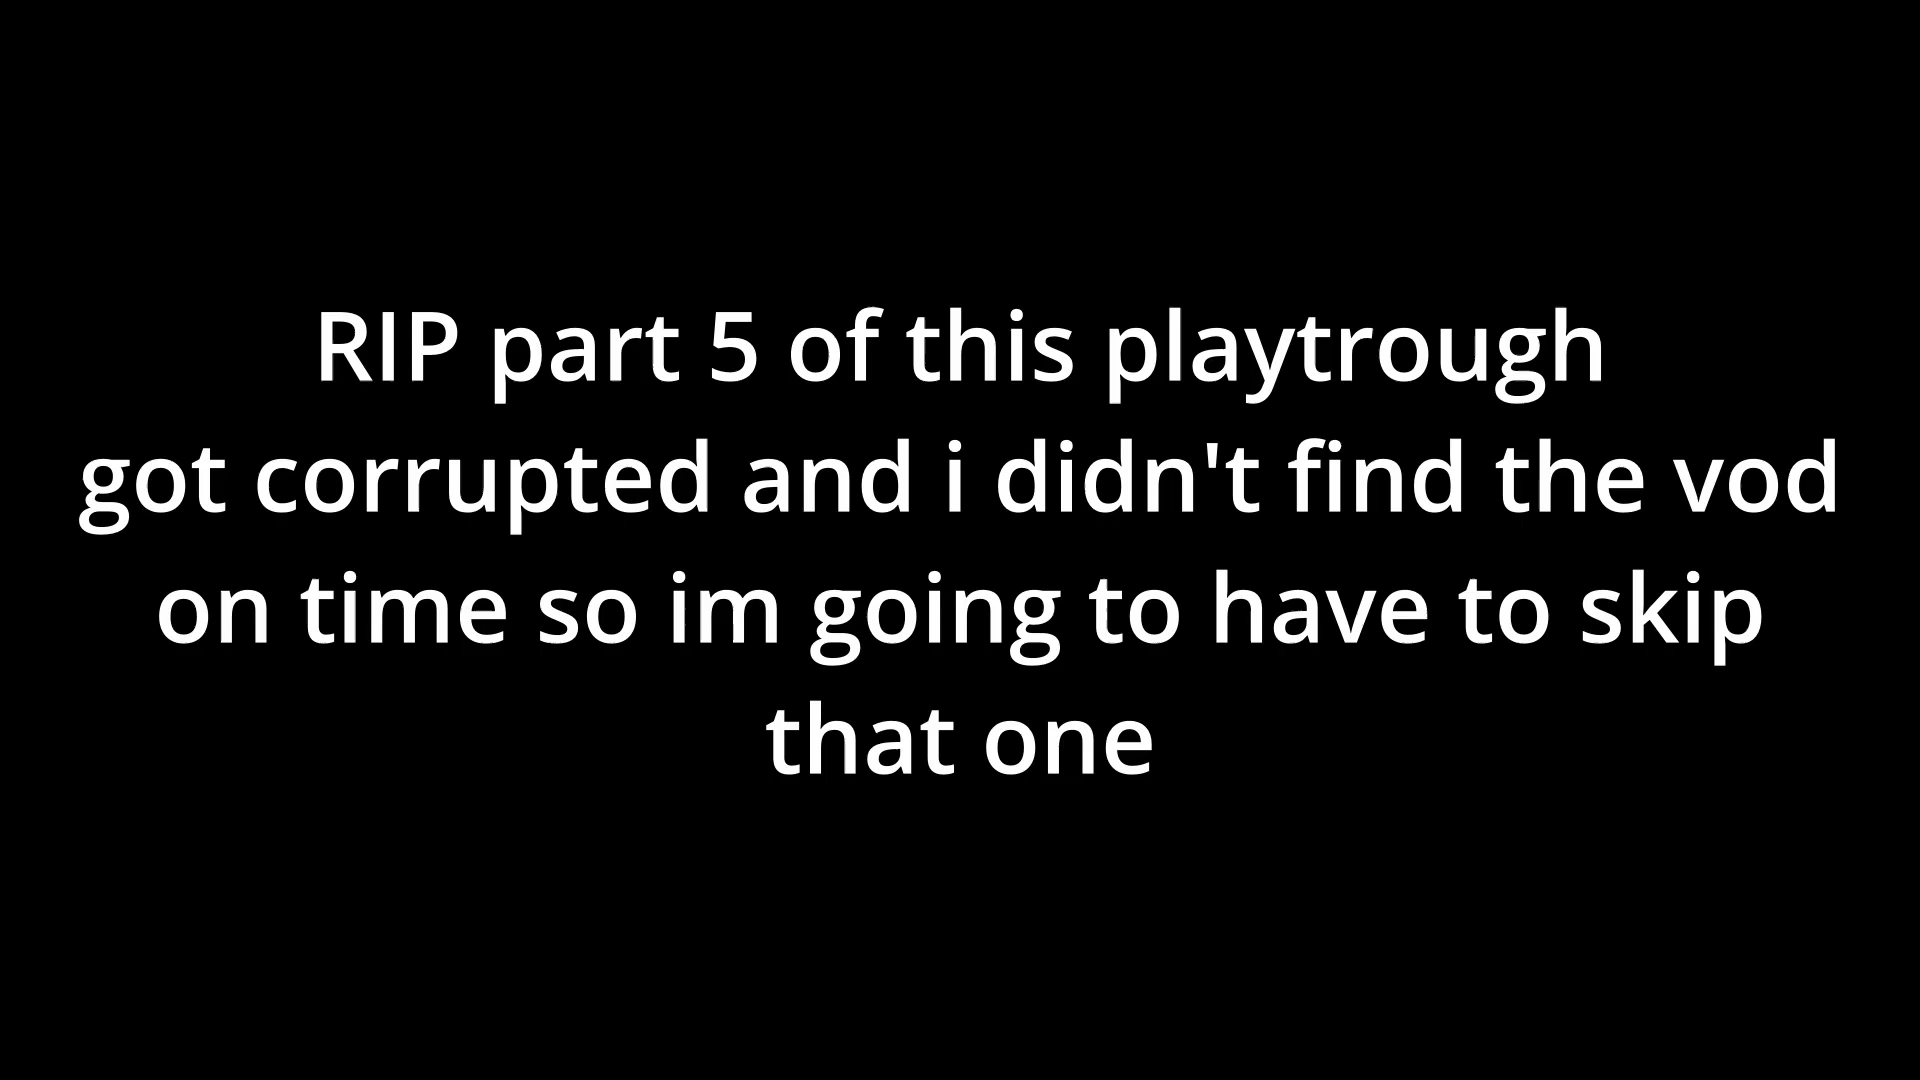 RIP part 5 of this playtrough
got corrupted and i didn't find the vod
on time so im going to have to skip
that one